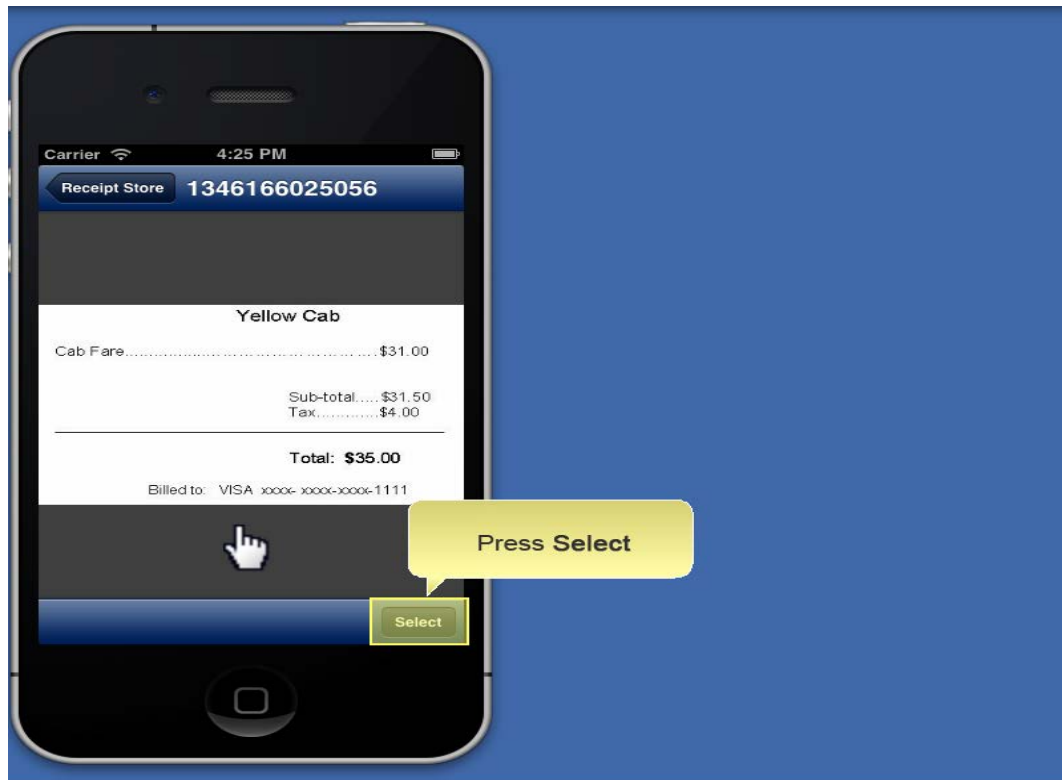 Carrier 4:25 PM
Receipt Store 1346166025056
Yellow Cab
Cab Fare.............................................$31.00
Sub-total.....$31.50
Tax.............$4.00
Total: $35.00
Billed to: VISA xxxx- xxxx-xxxx-1111
Press Select
Select